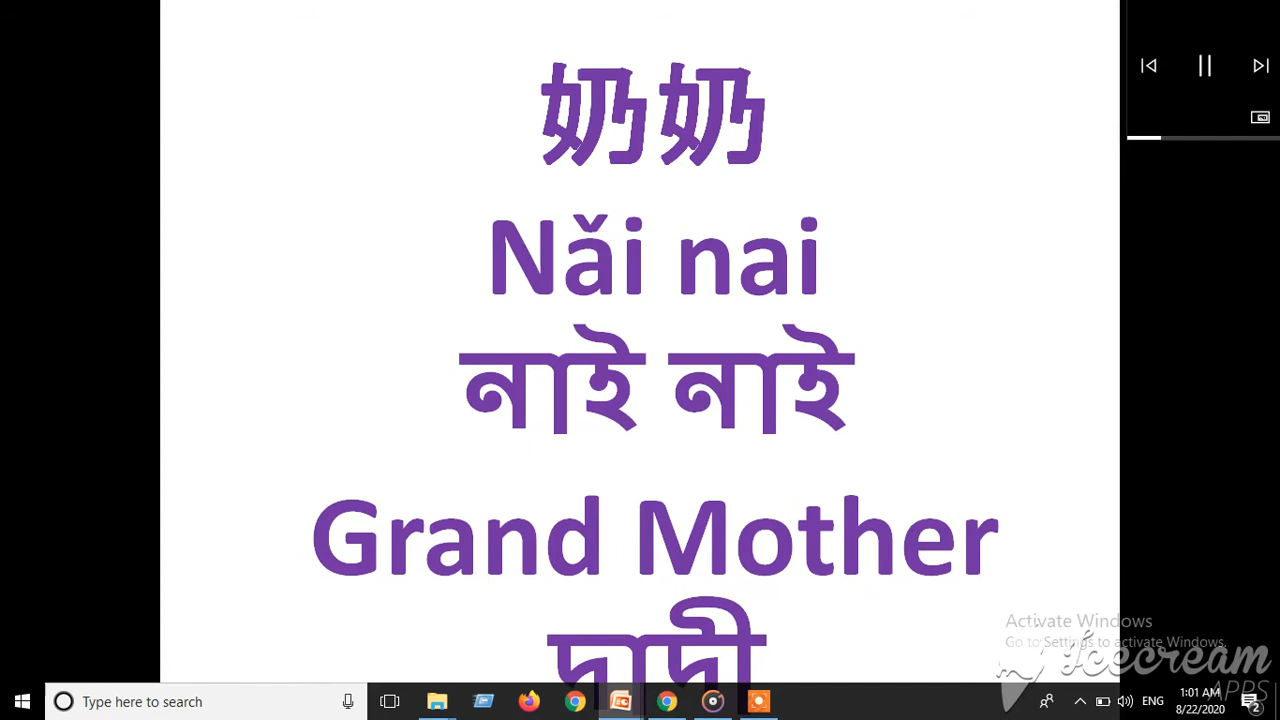 奶奶
Nǎi nai
নাই নাই
Grand Mother
দাদী
Activate Windows
Go to Settings to activate Windows.
Icecream
APPS
Type here to search
ENG
1:01 AM
8/22/2020
2